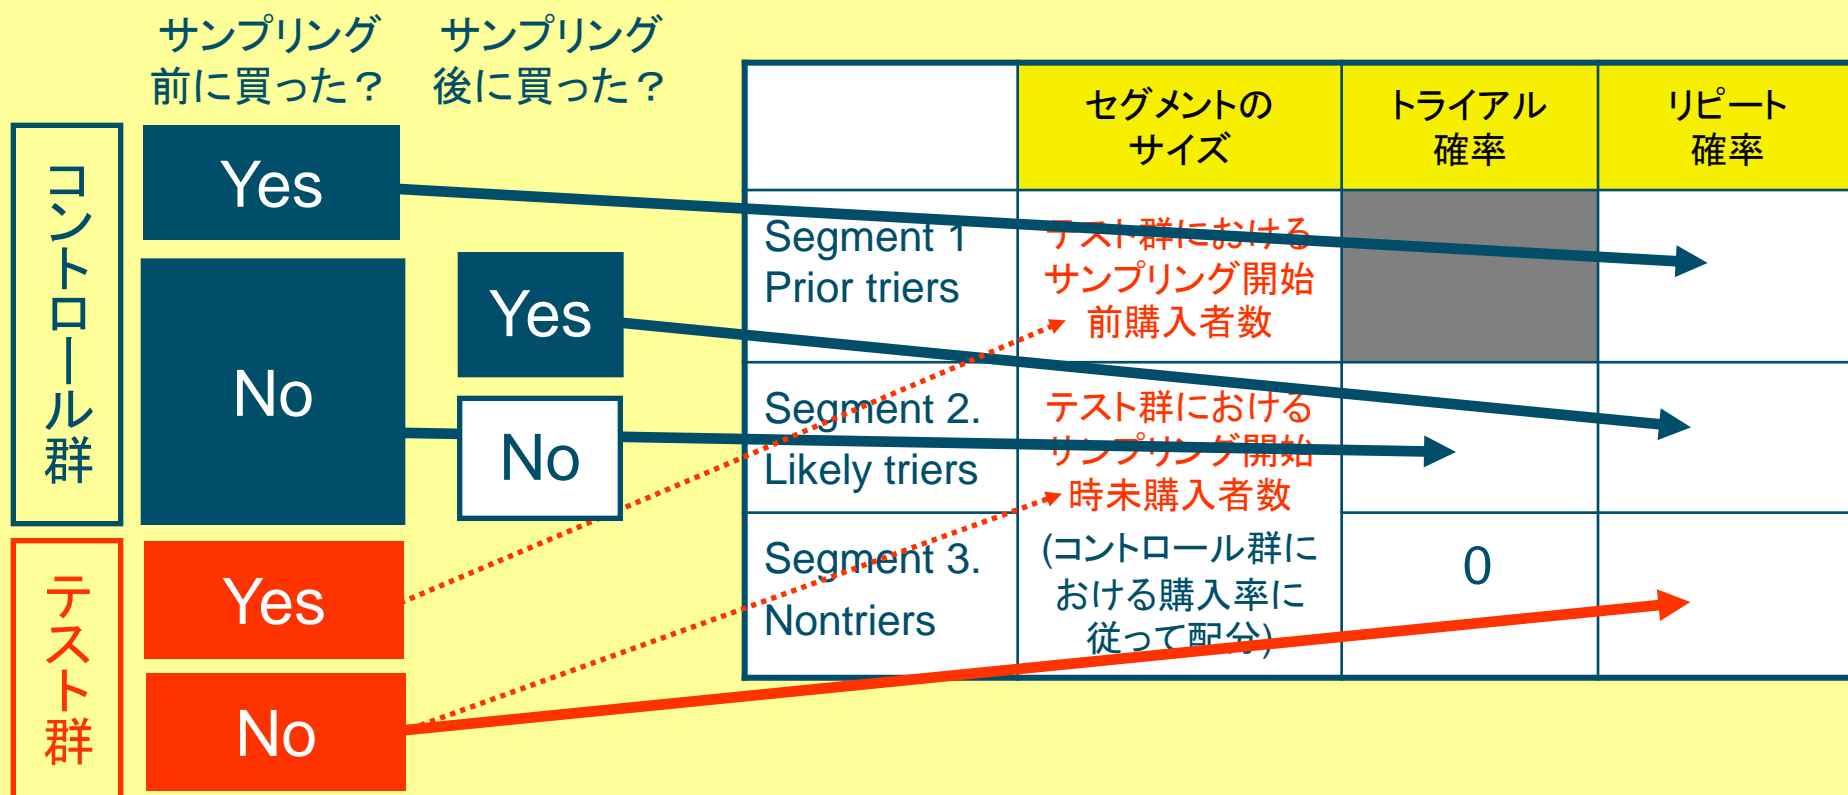 サンプリング
前に買った？
サンプリング
後に買った？
コントロール群
Yes
No
Yes
No
テスト群
Yes
No
セグメントの
サイズ
トライアル
確率
リピート
確率
Segment 1
Prior triers
テスト群における
サンプリング開始
前購入者数
Segment 2.
Likely triers
テスト群における
サンプリング開始
時未購入者数
Segment 3.
Nontriers
(コントロール群に
おける購入率に
従って配分)
0